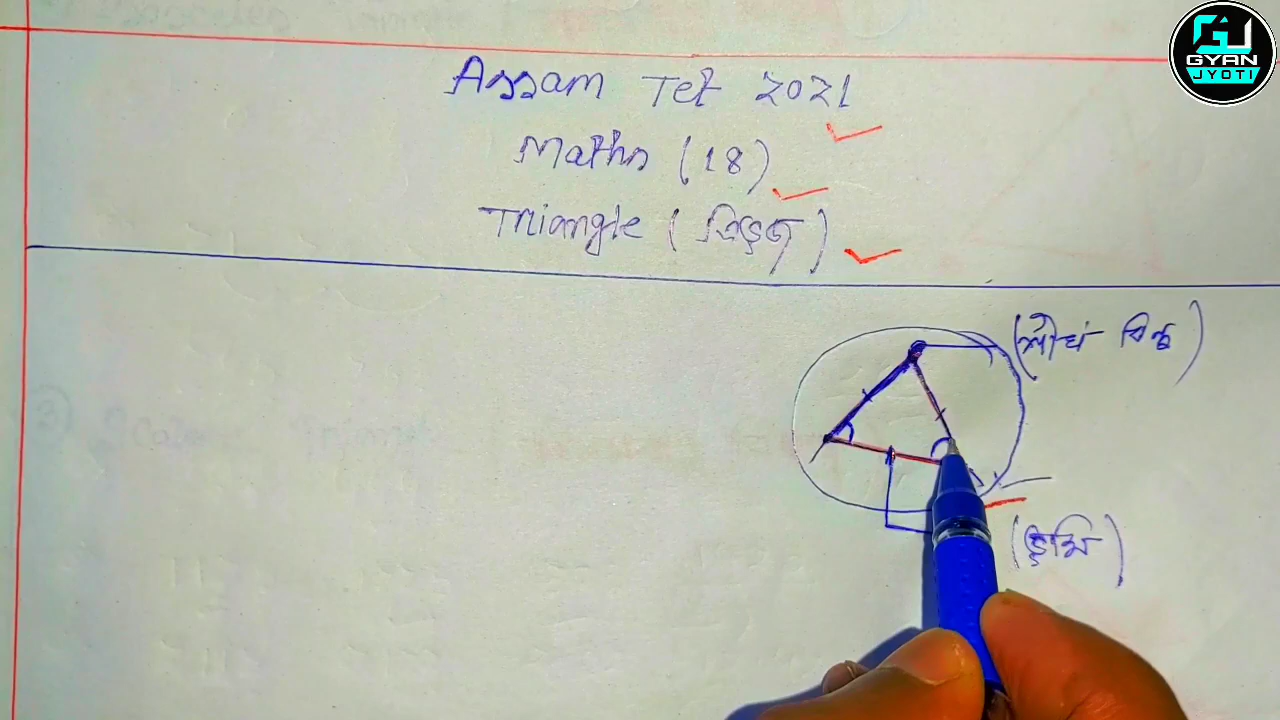 Assam Tet 2021
Maths (18)
Triangle (ত্রিভুজ)
(শীৰ্ষ বিন্দু)
(ভূমি)
GYAN
JYOTI